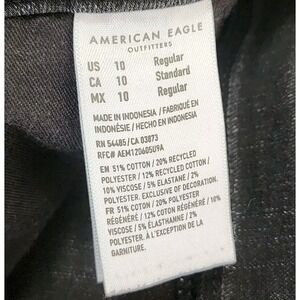 AMERICAN EAGLE
OUTFITTERS
US 10 Regular
CA 10 Standard
MX 10 Regular
MADE IN INDONESIA / FABRIQUÉ EN
INDONÉSIE / HECHO EN INDONESIA
RN 54485/CA 03873
RFC# AEM120605U9A
EN 51% COTTON / 20% RECYCLED
POLYESTER / 12% RECYCLED COTTON /
10% VISCOSE / 5% ELASTANE / 2%
POLYESTER. EXCLUSIVE OF DECORATION.
FR 51% COTON / 20% POLYESTER
RÉGÉNÉRÉ / 12% COTON RÉGÉNÉRÉ / 10%
VISCOSE / 5% ÉLASTHANNE / 2%
POLYESTER. À L'EXCEPTION DE LA
GARNITURE.